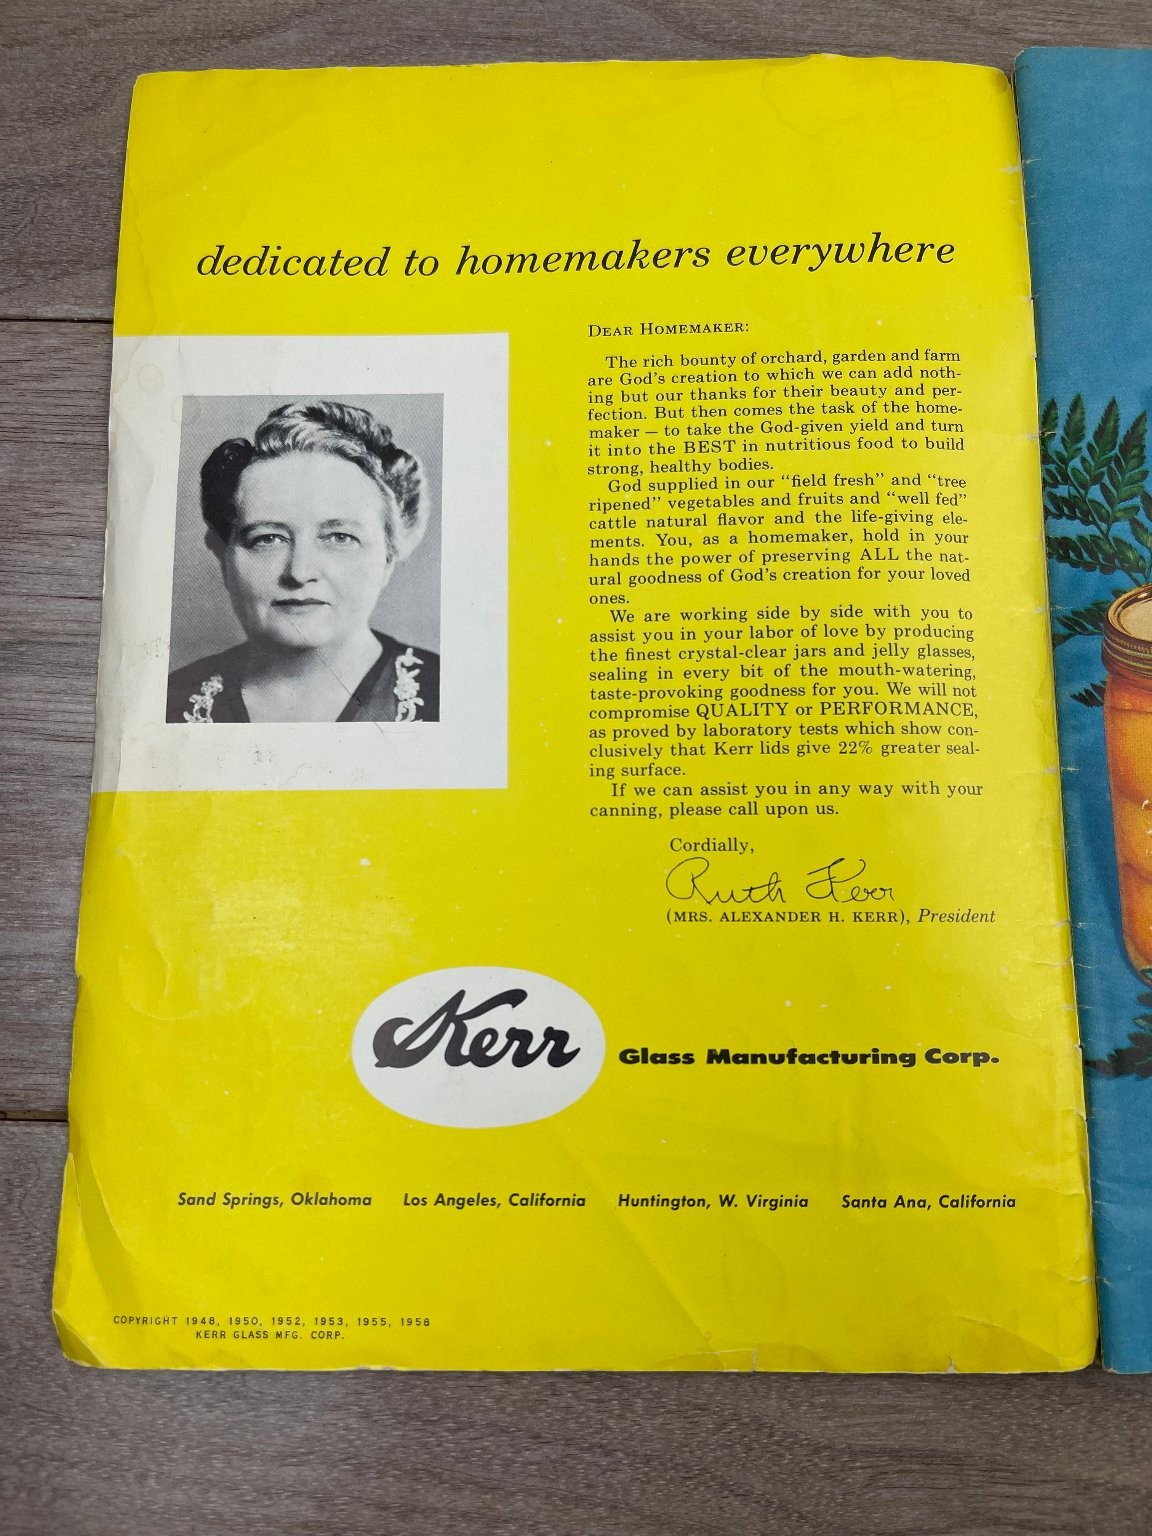 dedicated to homemakers everywhere
DEAR HOMEMAKER:
The rich bounty of orchard, garden and farm
are God's creation to which we can add noth-
ing but our thanks for their beauty and per-
fection. But then comes the task of the home-
maker — to take the God-given yield and turn
it into the BEST in nutritious food to build
strong, healthy bodies.
God supplied in our "field fresh" and "tree
ripened" vegetables and fruits and "well fed"
cattle natural flavor and the life-giving ele-
ments. You, as a homemaker, hold in your
hands the power of preserving ALL the nat-
ural goodness of God's creation for your loved
ones.
We are working side by side with you to
assist you in your labor of love by producing
the finest crystal-clear jars and jelly glasses,
sealing in every bit of the mouth-watering,
taste-provoking goodness for you. We will not
compromise QUALITY or PERFORMANCE,
as proved by laboratory tests which show con-
clusively that Kerr lids give 22% greater seal-
ing surface.
If we can assist you in any way with your
canning, please call upon us.
Cordially,
Ruth Kerr
(MRS. ALEXANDER H. KERR), President
Kerr Glass Manufacturing Corp.
Sand Springs, Oklahoma Los Angeles, California Huntington, W. Virginia Santa Ana, California
COPYRIGHT 1948, 1950, 1952, 1953, 1955, 1958
KERR GLASS MFG. CORP.